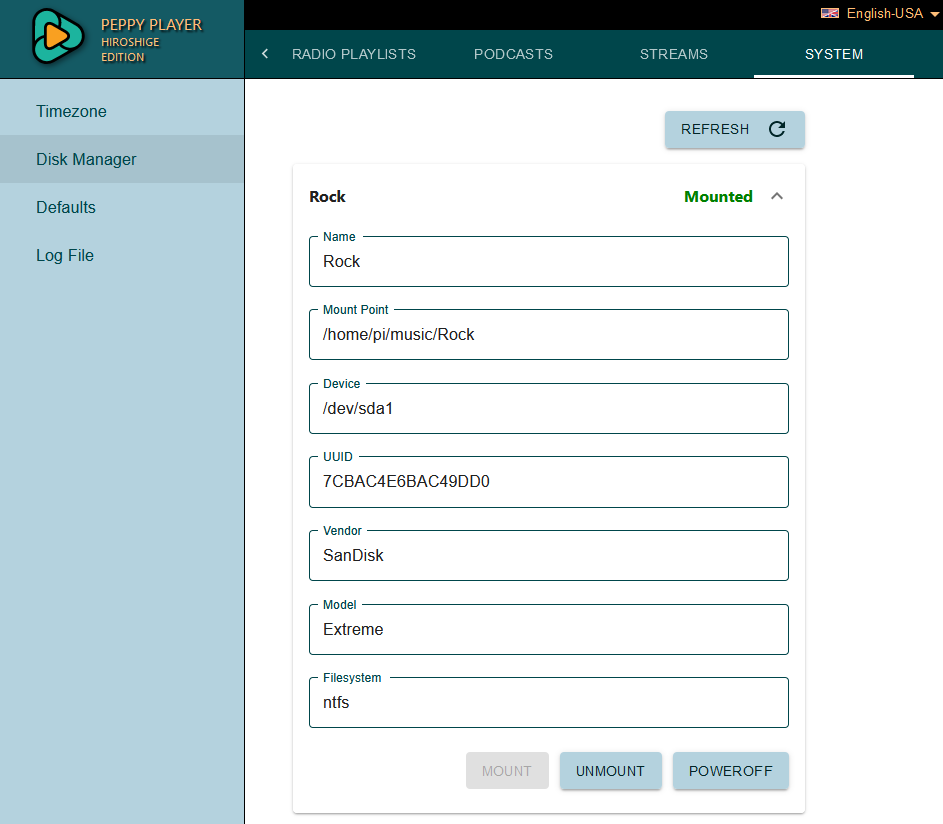 PEPPY PLAYER
HIROSHIGE
EDITION
English-USA
RADIO PLAYLISTS
PODCASTS
STREAMS
SYSTEM
Timezone
Disk Manager
Defaults
Log File
REFRESH
Rock
Mounted
Name
Rock
Mount Point
/home/pi/music/Rock
Device
/dev/sda1
UUID
7CBAC4E6BAC49DD0
Vendor
SanDisk
Model
Extreme
Filesystem
ntfs
MOUNT
UNMOUNT
POWEROFF